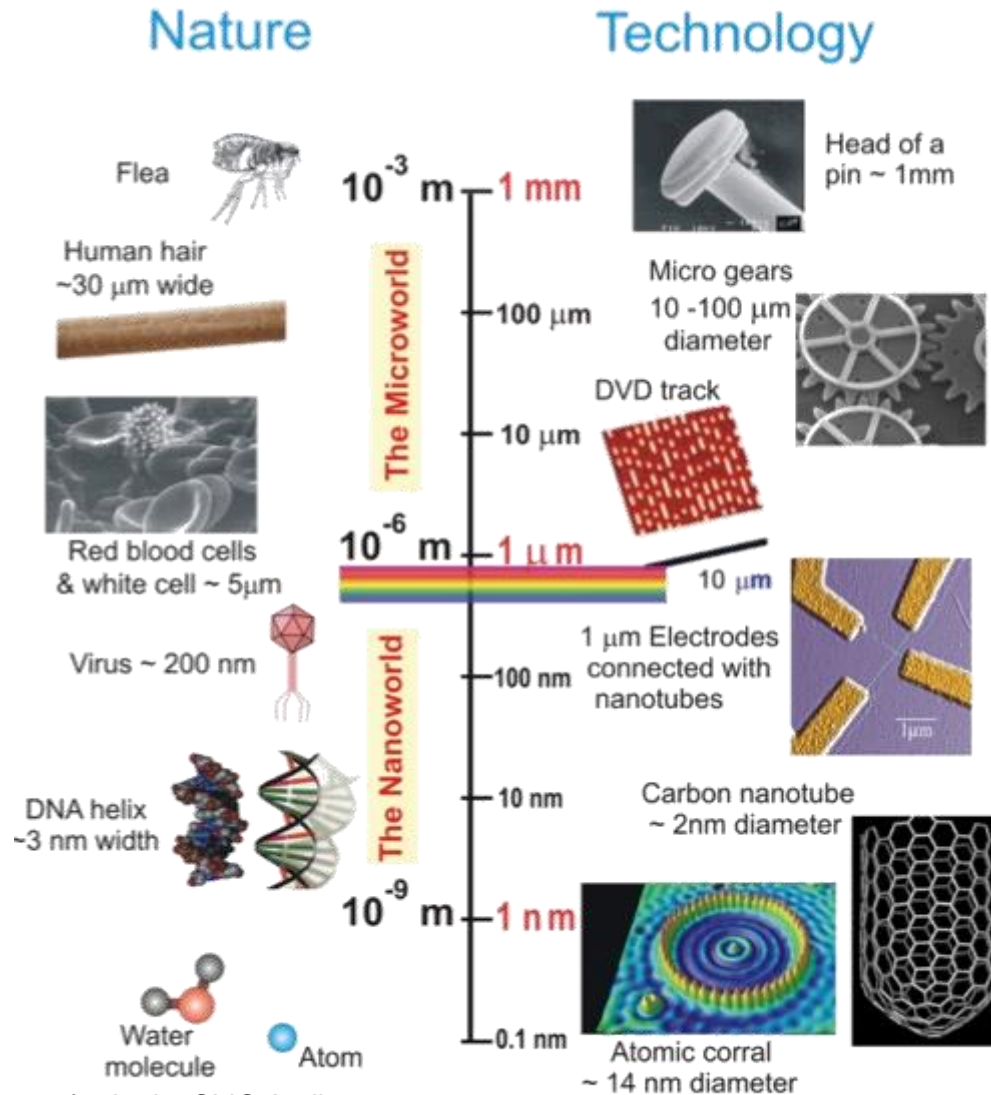 Nature
Technology
Flea
10⁻³ m
1 mm
Head of a
pin ~ 1mm
Human hair
~30 μm wide
The Microworld
100 μm
Micro gears
10 -100 μm
diameter
DVD track
10 μm
Red blood cells
& white cell ~ 5μm
10⁻⁶ m
1 μm
10 μm
Virus ~ 200 nm
The Nanoworld
100 nm
1 μm Electrodes
connected with
nanotubes
1μm
DNA helix
~3 nm width
10 nm
Carbon nanotube
~ 2nm diameter
10⁻⁹ m
1 nm
Water
molecule
Atom
0.1 nm
Atomic corral
~ 14 nm diameter